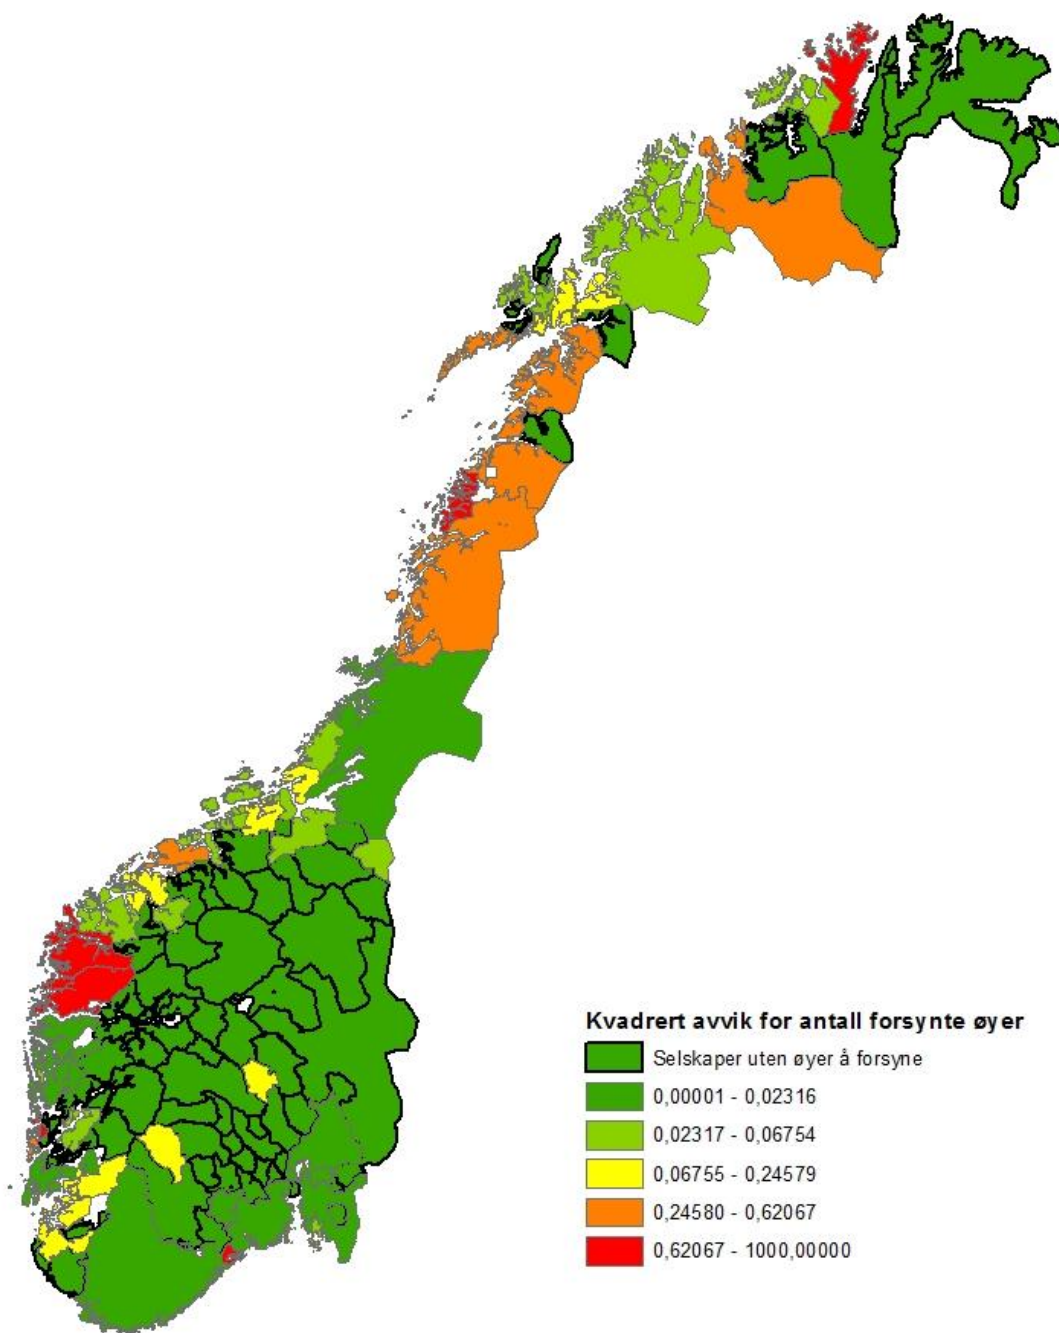 Kvadrert avvik for antall forsynte øyer
Selskaper uten øyer å forsyne
0,00001 - 0,02316
0,02317 - 0,06754
0,06755 - 0,24579
0,24580 - 0,62067
0,62067 - 1000,00000